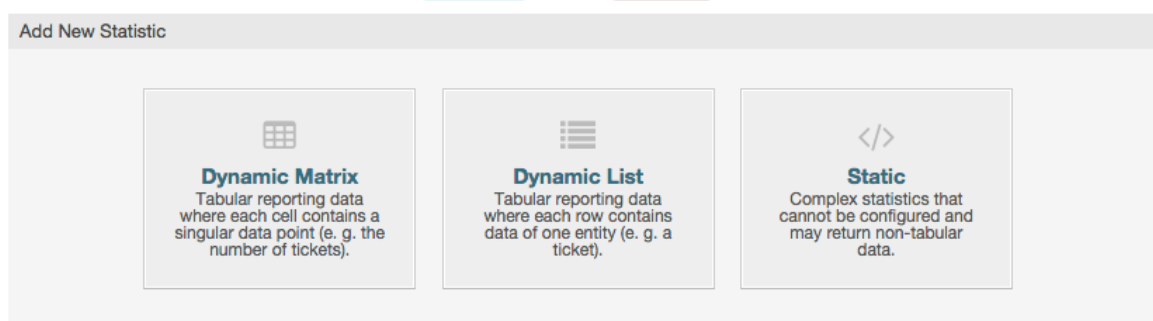 Add New Statistic
Dynamic Matrix
Tabular reporting data
where each cell contains a
singular data point (e. g. the
number of tickets).
Dynamic List
Tabular reporting data
where each row contains
data of one entity (e. g. a
ticket).
Static
Complex statistics that
cannot be configured and
may return non-tabular
data.